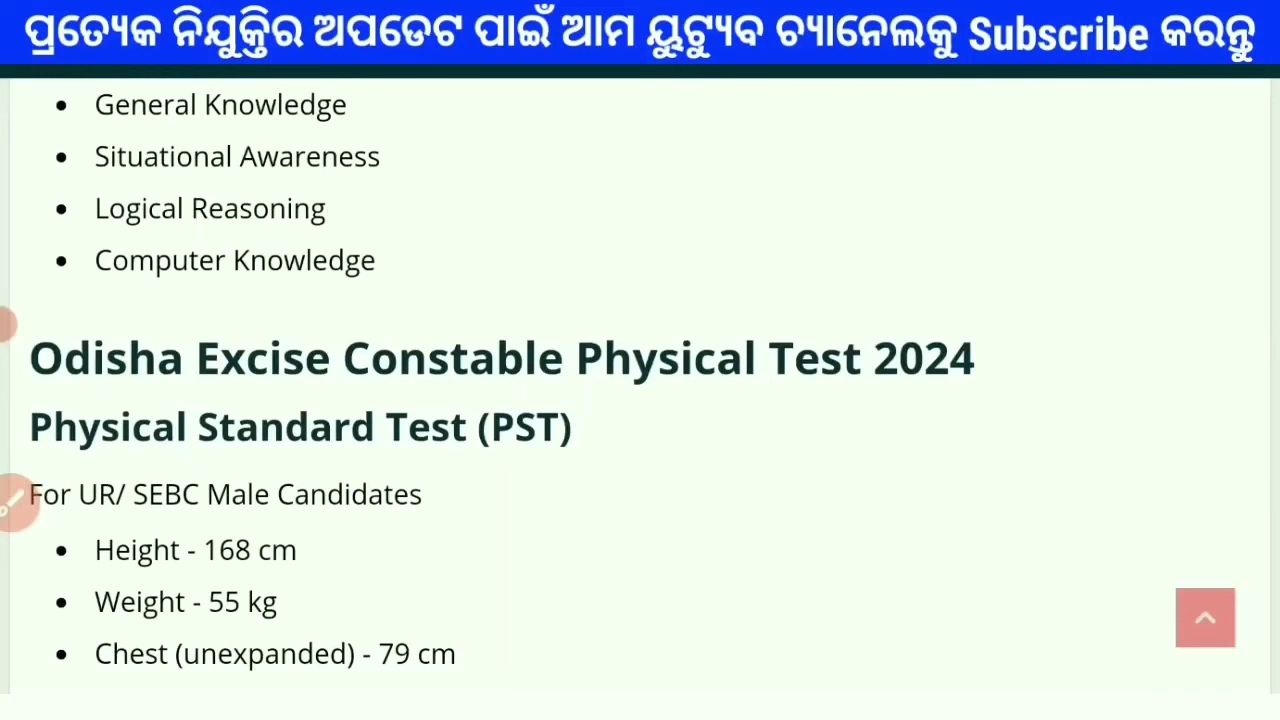 ପ୍ରତ୍ୟେକ ନିଯୁକ୍ତିର ଅପଡେଟ ପାଇଁ ଆମ ୟୁଟ୍ୟୁବ ଚ୍ୟାନେଲକୁ Subscribe କରନ୍ତୁ
• General Knowledge
• Situational Awareness
• Logical Reasoning
• Computer Knowledge
Odisha Excise Constable Physical Test 2024
Physical Standard Test (PST)
For UR/ SEBC Male Candidates
• Height - 168 cm
• Weight - 55 kg
• Chest (unexpanded) - 79 cm